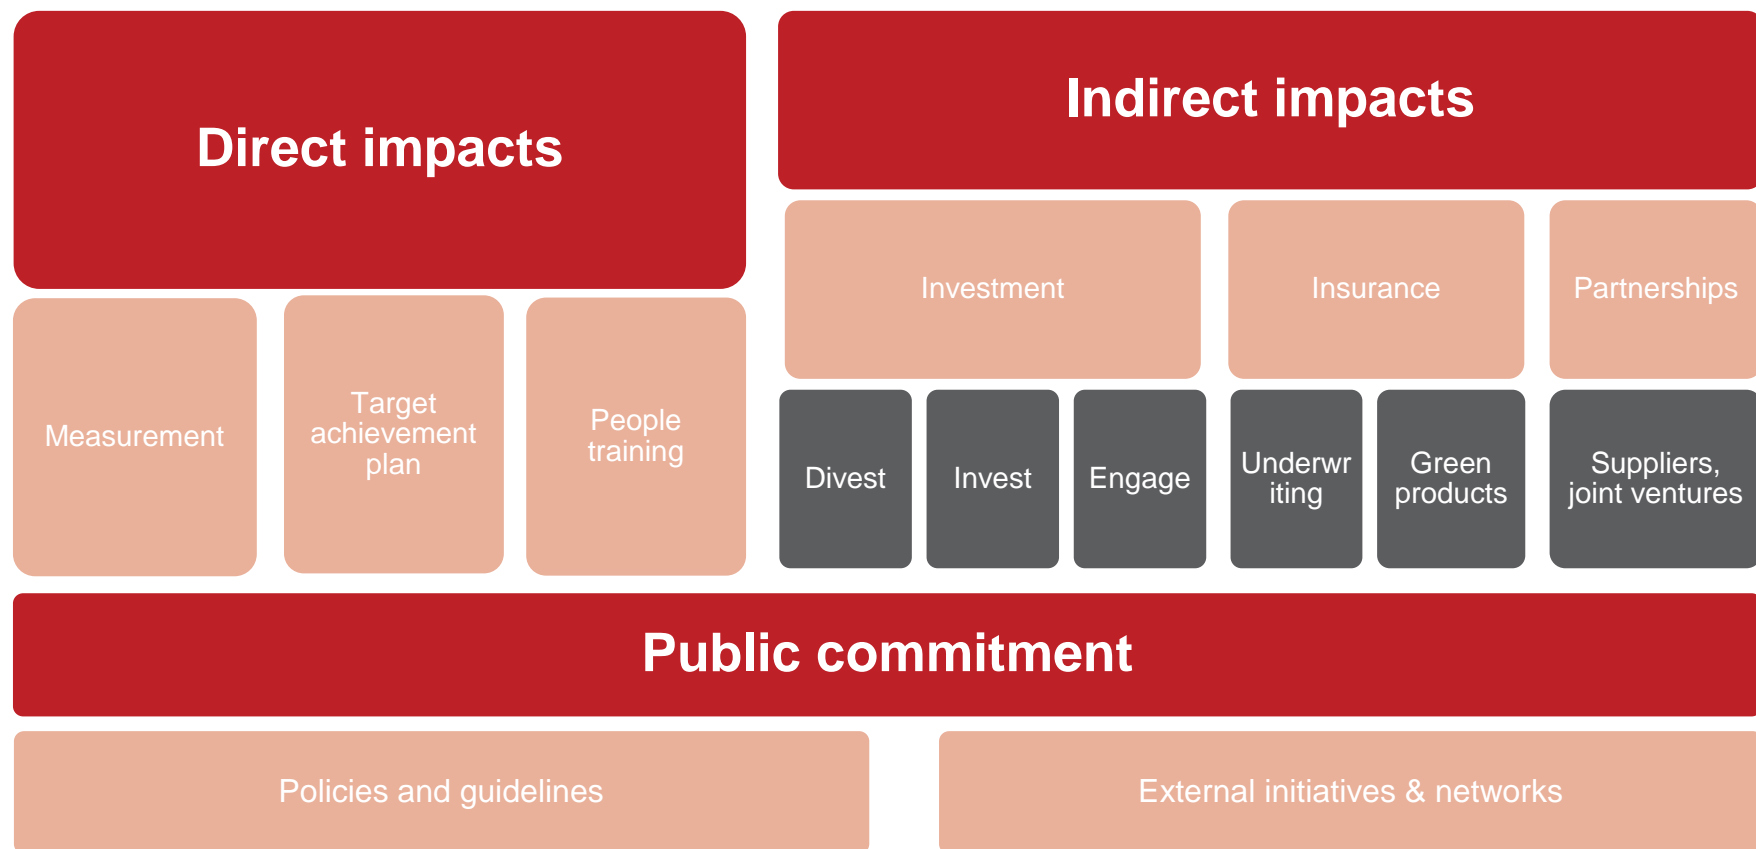 Direct impacts
Indirect impacts
Investment
Insurance
Partnerships
Measurement
Target
achievement
plan
People
training
Divest
Invest
Engage
Underwr
iting
Green
products
Suppliers,
joint ventures
Public commitment
Policies and guidelines
External initiatives & networks